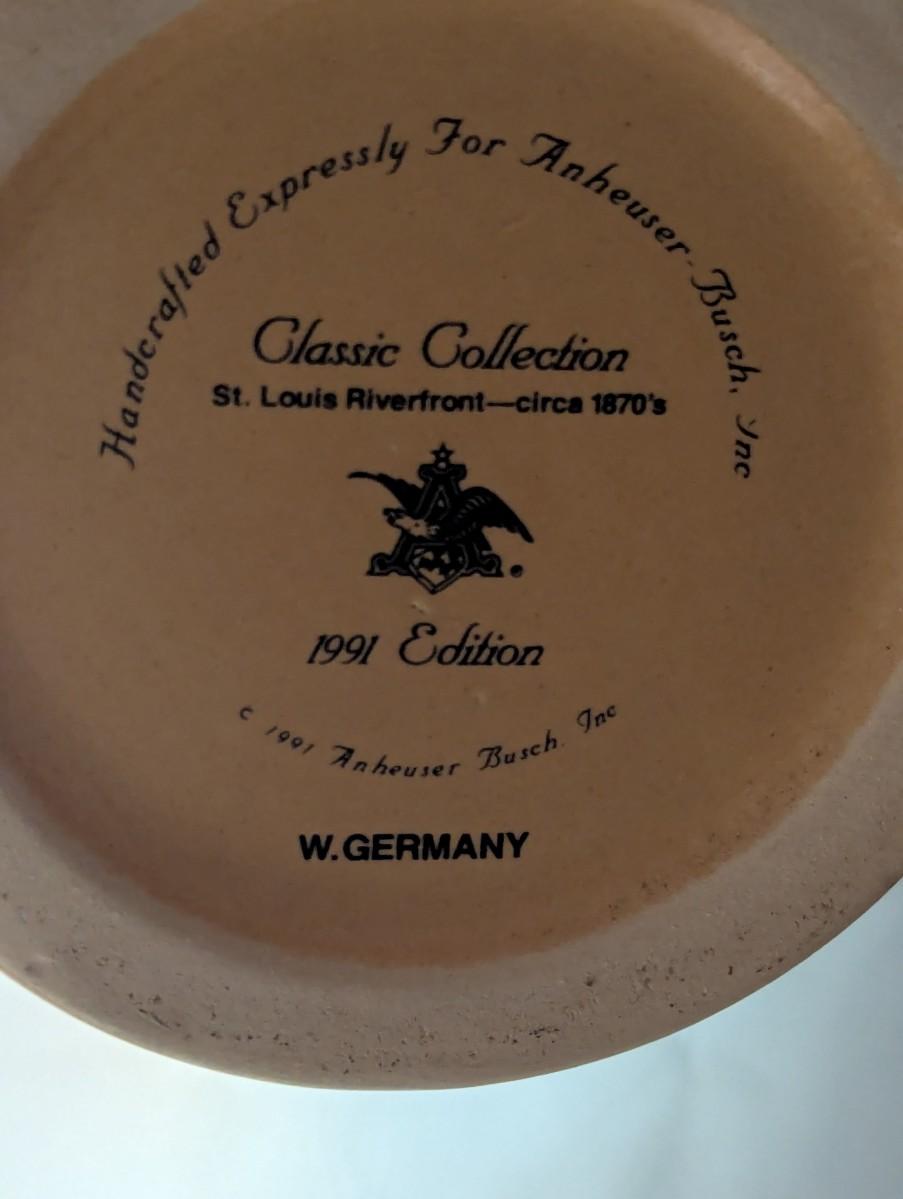 Handcrafted Expressly For Anheuser-Busch, Inc
Classic Collection
St. Louis Riverfront—circa 1870's
A
1991 Edition
c 1991 Anheuser Busch. Inc
W.GERMANY